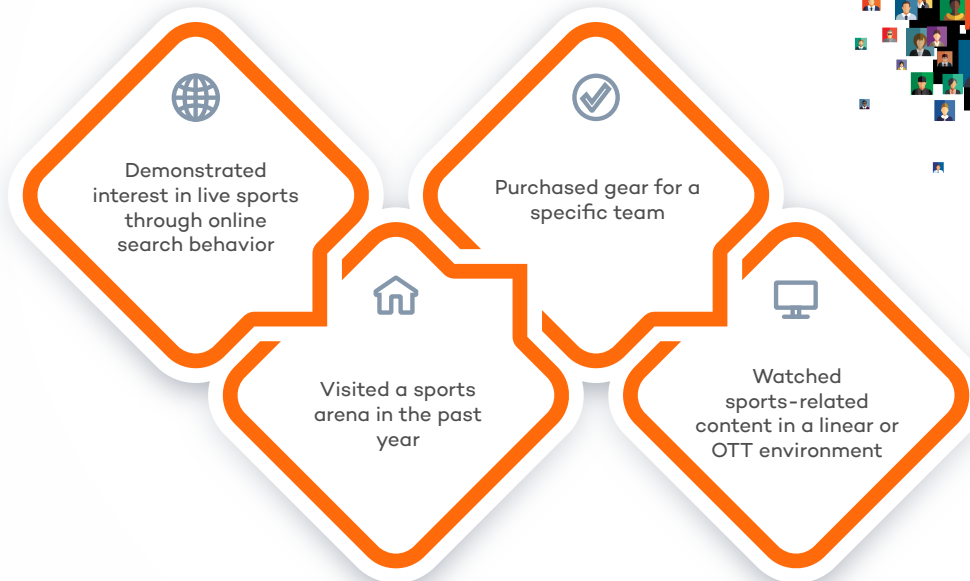 Demonstrated
interest in live sports
through online
search behavior
Visited a sports
arena in the past
year
Purchased gear for a
specific team
Watched
sports-related
content in a linear or
OTT environment